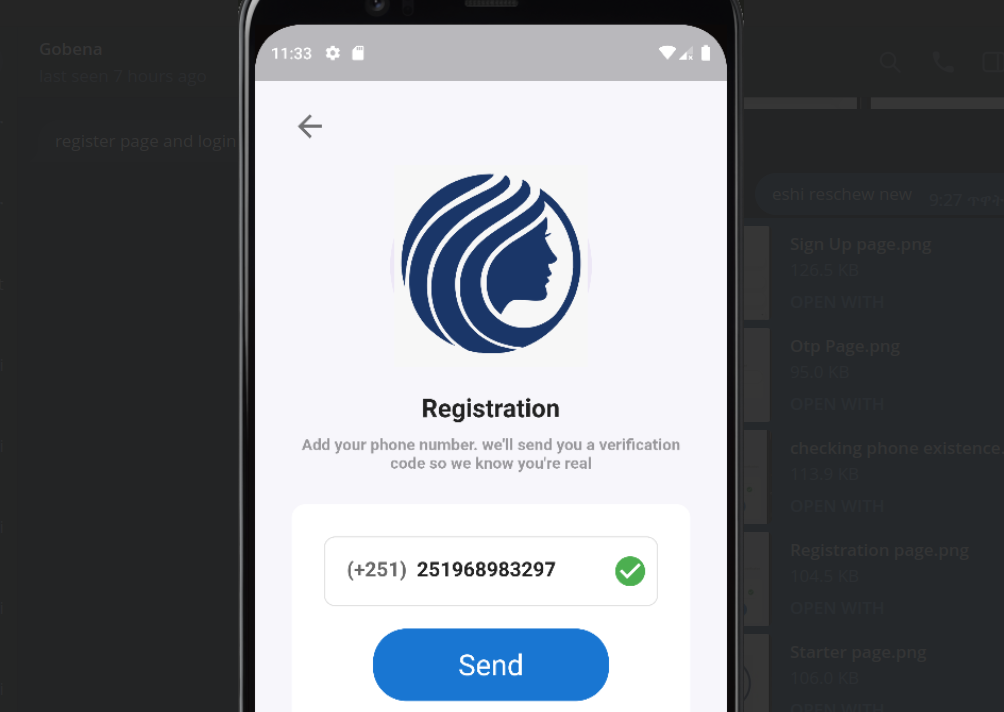 Gobena
last seen 7 hours ago
register page and login
11:33
Registration
Add your phone number. we'll send you a verification
code so we know you're real
(+251) 251968983297
Send
eshi reschew new
9:27
Sign Up page.png
126.5 KB
OPEN WITH
Otp Page.png
95.0 KB
OPEN WITH
checking phone existence.
113.9 KB
OPEN WITH
Registration page.png
104.5 KB
OPEN WITH
Starter page.png
106.0 KB
OPEN WITH